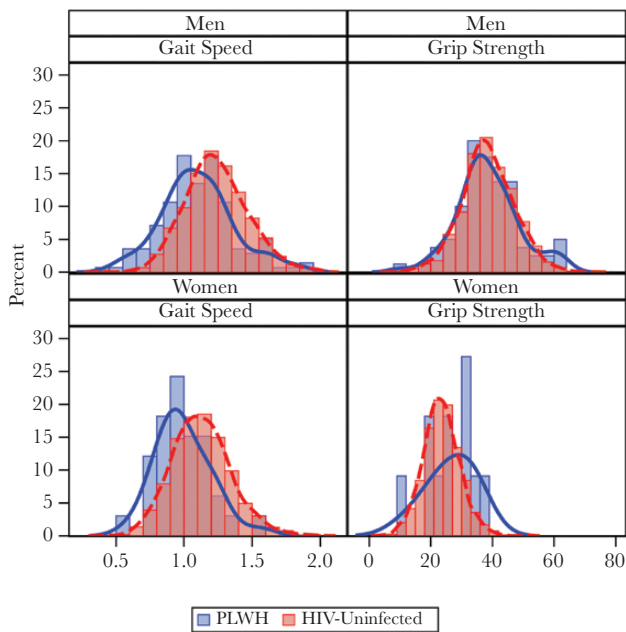 Men
Men
Gait Speed
Grip Strength
30
25
20
15
10
5
0
Percent
Women
Women
Gait Speed
Grip Strength
30
25
20
15
10
5
0
0.5 1.0 1.5 2.0
0 20 40 60 80
PLWH HIV-Uninfected